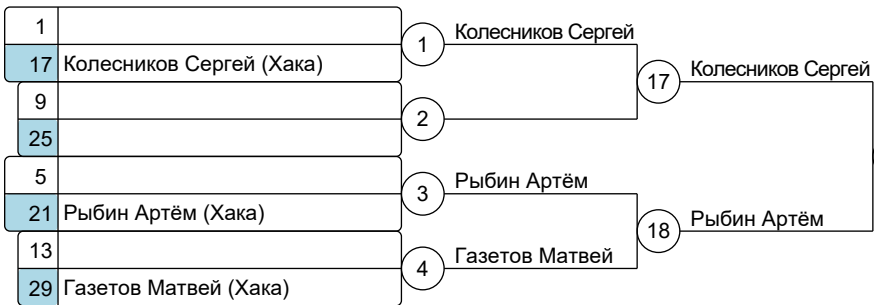 1
17 Колесников Сергей (Хака)
1
Колесников Сергей
9
25
2
17
Колесников Сергей
5
21 Рыбин Артём (Хака)
3
Рыбин Артём
13
29 Газетов Матвей (Хака)
4
Газетов Матвей
18
Рыбин Артём